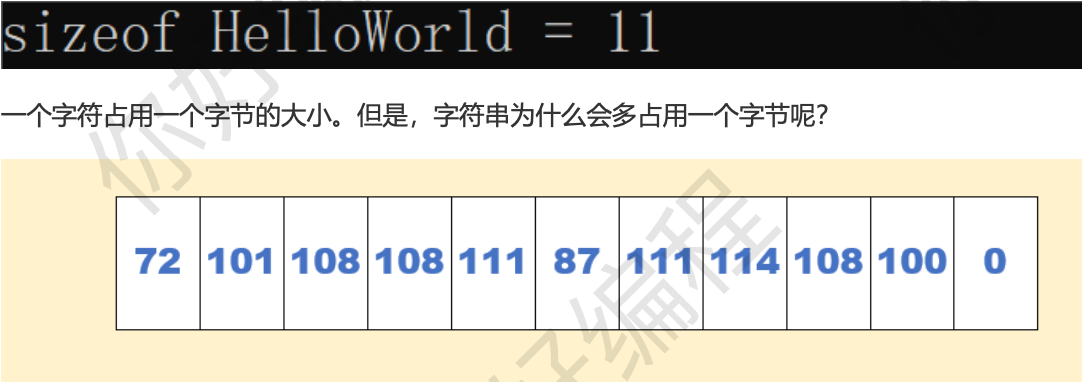 sizeof HelloWorld = 11
一个字符占用一个字节的大小。但是，字符串为什么会多占用一个字节呢？
72 101 108 108 111 87 111 114 108 100 0
你好
好编程